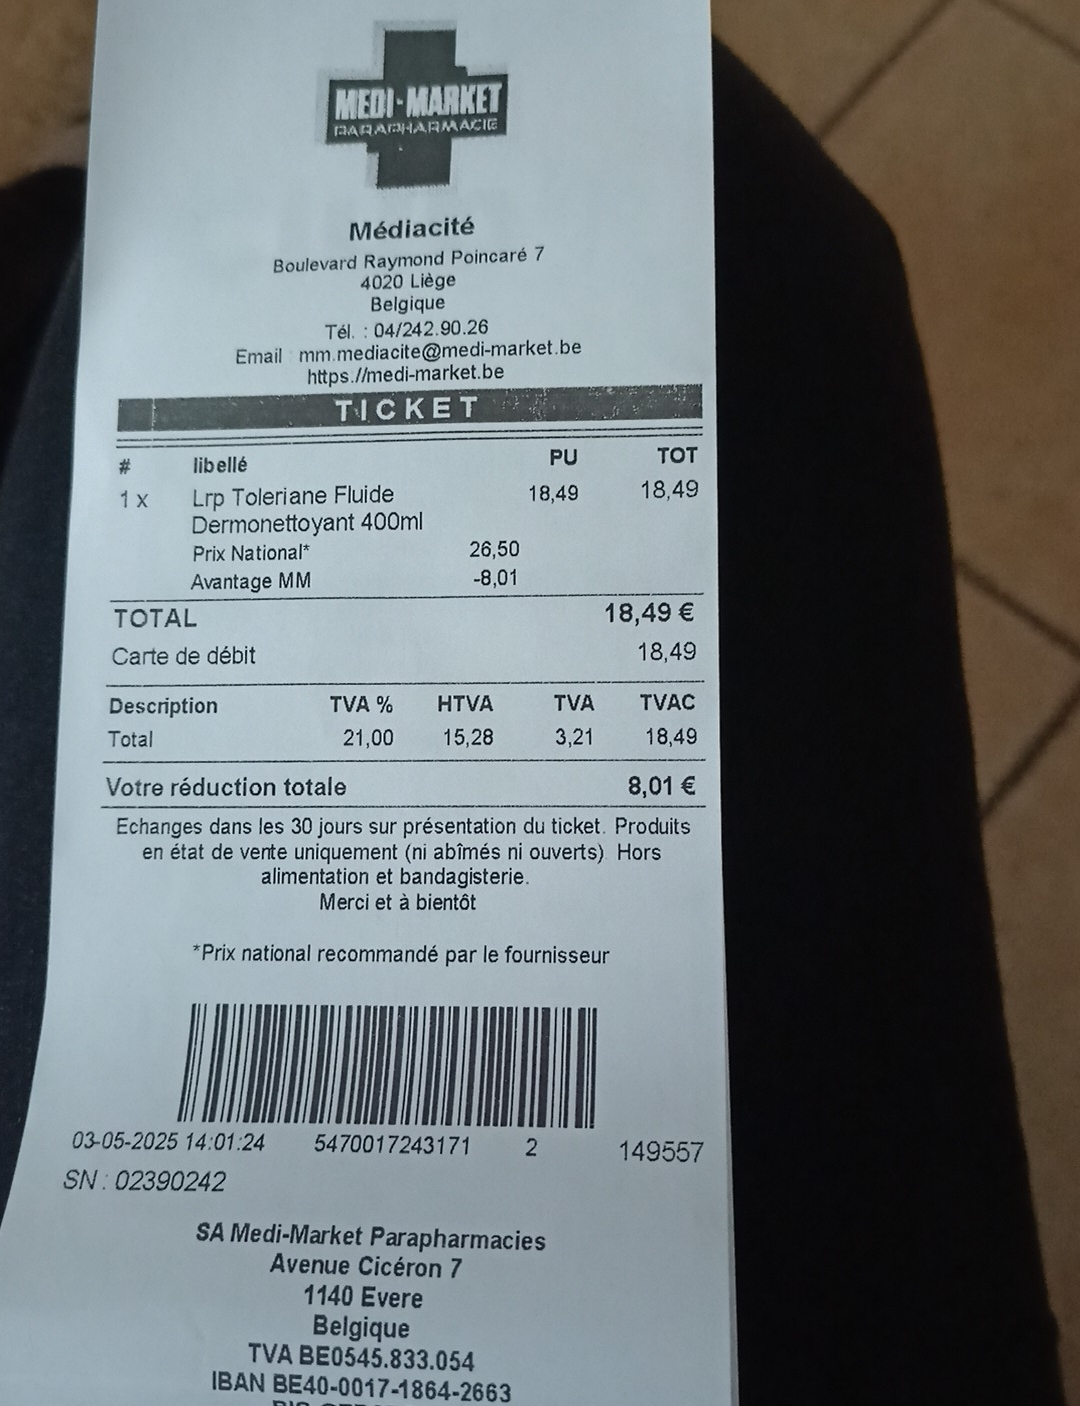 MEDI-MARKET
PARAPHARMACIE
Médiacité
Boulevard Raymond Poincaré 7
4020 Liège
Belgique
Tél. : 04/242.90.26
Email : mm.mediacite@medi-market.be
https://medi-market.be
TICKET
# libellé PU TOT
1 x Lrp Toleriane Fluide 18,49 18,49
Dermonettoyant 400ml
Prix National* 26,50
Avantage MM -8,01
TOTAL 18,49 €
Carte de débit 18,49
Description TVA % HTVA TVA TVAC
Total 21,00 15,28 3,21 18,49
Votre réduction totale 8,01 €
Echanges dans les 30 jours sur présentation du ticket. Produits
en état de vente uniquement (ni abîmés ni ouverts). Hors
alimentation et bandagisterie.
Merci et à bientôt
*Prix national recommandé par le fournisseur
03-05-2025 14:01:24 5470017243171 2 149557
SN : 02390242
SA Medi-Market Parapharmacies
Avenue Cicéron 7
1140 Evere
Belgique
TVA BE0545.833.054
IBAN BE40-0017-1864-2663